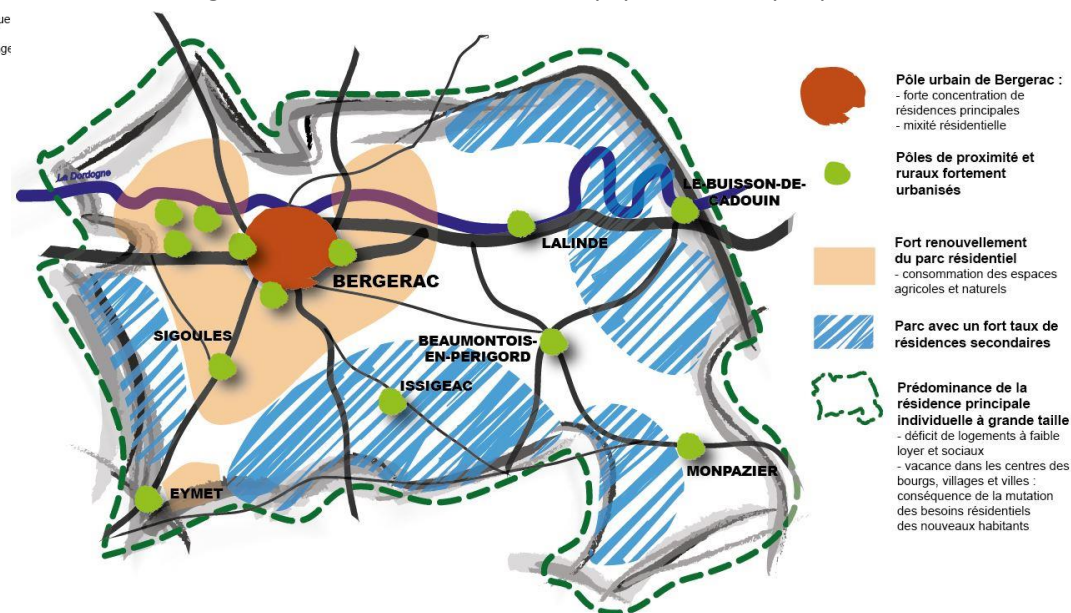 que
La Dordogne
LE-BUISSON-DE-
CADOUIN
LALINDE
BERGERAC
SIGOULES
BEAUMONTOIS-
EN-PÉRIGORD
ISSIGEAC
MONPAZIER
EYMET
Pôle urbain de Bergerac :
- forte concentration de
résidences principales
- mixité résidentielle
Pôles de proximité et
ruraux fortement
urbanisés
Fort renouvellement
du parc résidentiel
- consommation des espaces
agricoles et naturels
Parc avec un fort taux de
résidences secondaires
Prédominance de la
résidence principale
individuelle à grande taille
- déficit de logements à faible
loyer et sociaux
- vacance dans les centres des
bourgs, villages et villes :
conséquence de la mutation
des besoins résidentiels
des nouveaux habitants